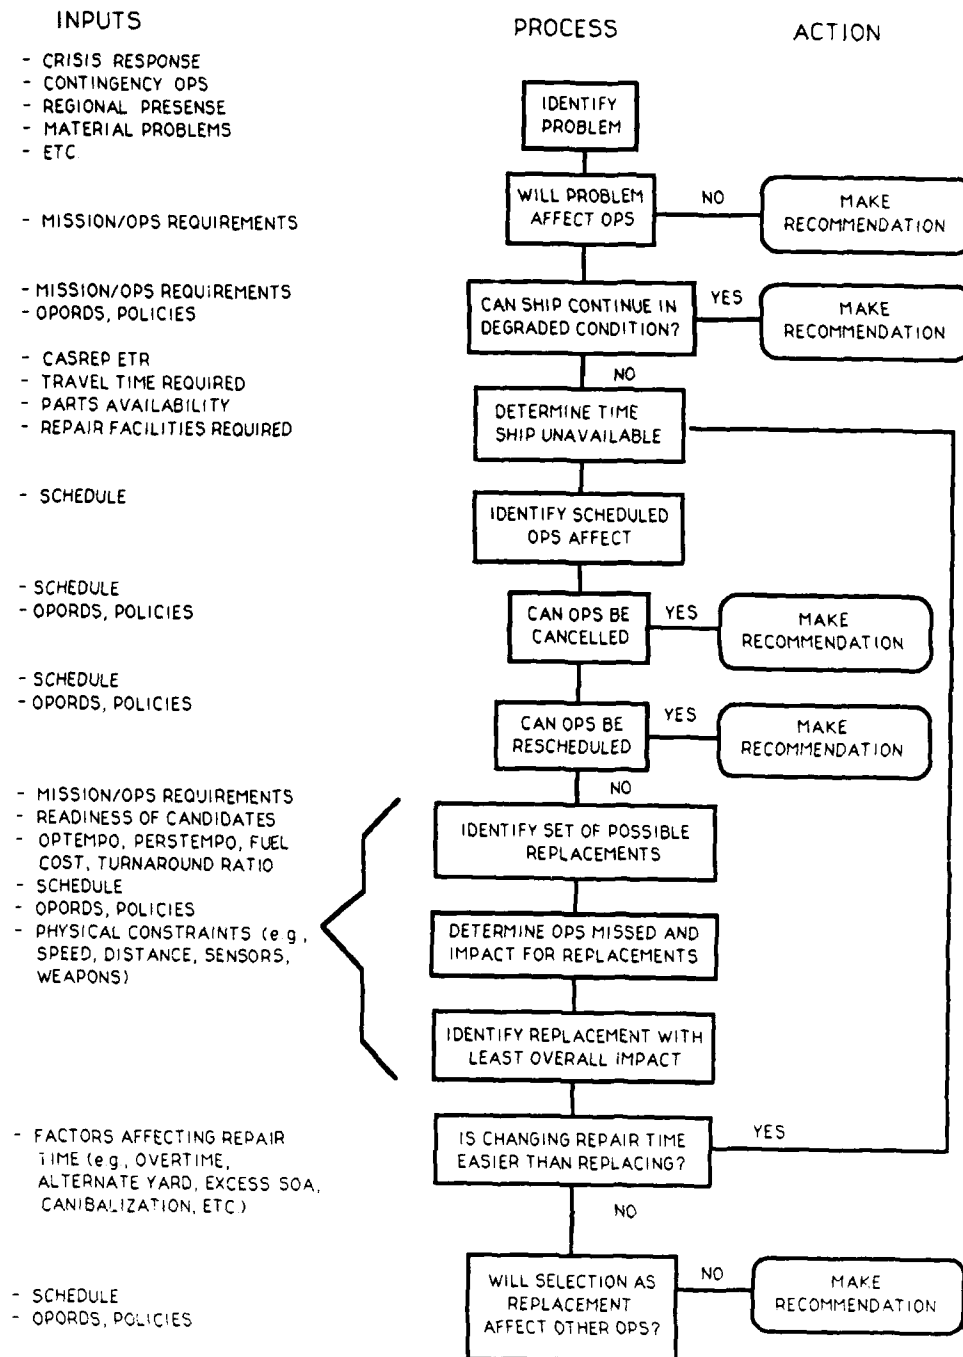 INPUTS
PROCESS
ACTION
- CRISIS RESPONSE
- CONTINGENCY OPS
- REGIONAL PRESENSE
- MATERIAL PROBLEMS
- ETC
IDENTIFY
PROBLEM
- MISSION/OPS REQUIREMENTS
WILL PROBLEM
AFFECT OPS
NO
MAKE
RECOMMENDATION
- MISSION/OPS REQUIREMENTS
- OPORDS, POLICIES
CAN SHIP CONTINUE IN
DEGRADED CONDITION?
YES
MAKE
RECOMMENDATION
NO
- CASREP ETR
- TRAVEL TIME REQUIRED
- PARTS AVAILABILITY
- REPAIR FACILITIES REQUIRED
DETERMINE TIME
SHIP UNAVAILABLE
- SCHEDULE
IDENTIFY SCHEDULED
OPS AFFECT
- SCHEDULE
- OPORDS, POLICIES
CAN OPS BE
CANCELLED
YES
MAKE
RECOMMENDATION
- SCHEDULE
- OPORDS, POLICIES
CAN OPS BE
RESCHEDULED
YES
MAKE
RECOMMENDATION
NO
- MISSION/OPS REQUIREMENTS
- READINESS OF CANDIDATES
- OPTEMPO, PERSTEMPO, FUEL
COST, TURNAROUND RATIO
- SCHEDULE
- OPORDS, POLICIES
- PHYSICAL CONSTRAINTS (e.g.,
SPEED, DISTANCE, SENSORS,
WEAPONS)
IDENTIFY SET OF POSSIBLE
REPLACEMENTS
DETERMINE OPS MISSED AND
IMPACT FOR REPLACEMENTS
IDENTIFY REPLACEMENT WITH
LEAST OVERALL IMPACT
- FACTORS AFFECTING REPAIR
TIME (e.g., OVERTIME,
ALTERNATE YARD, EXCESS SOA,
CANIBALIZATION, ETC.)
IS CHANGING REPAIR TIME
EASIER THAN REPLACING?
YES
NO
- SCHEDULE
- OPORDS, POLICIES
WILL SELECTION AS
REPLACEMENT
AFFECT OTHER OPS?
NO
MAKE
RECOMMENDATION